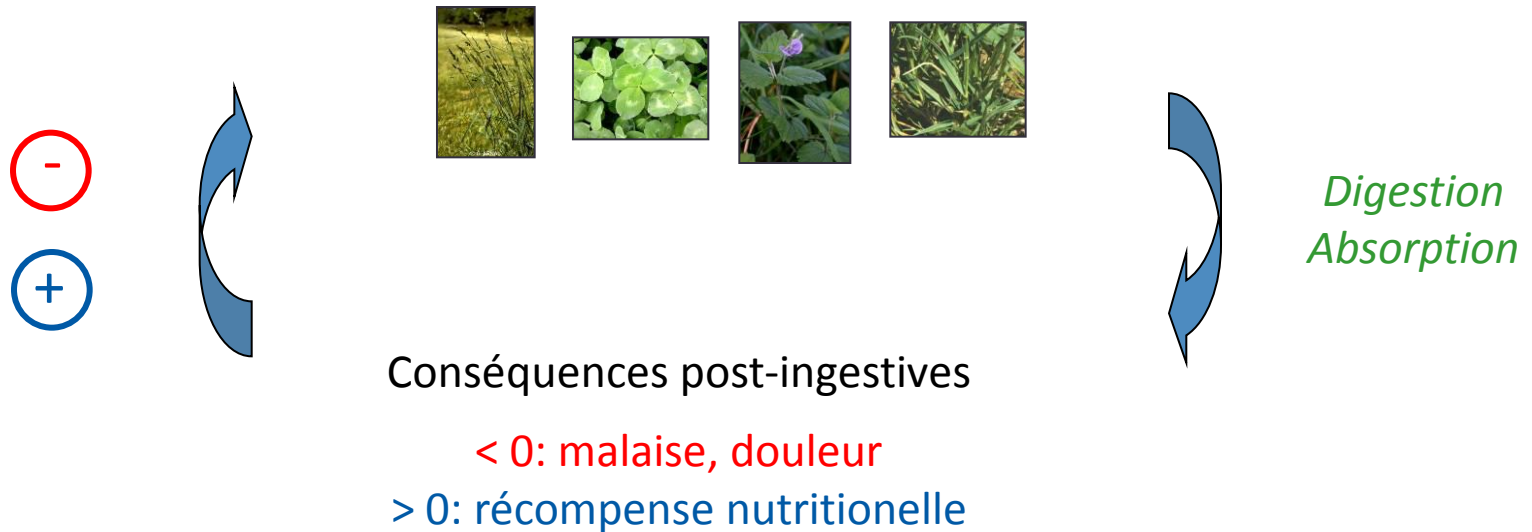 -
+
Digestion
Absorption
Conséquences post-ingestives
< 0: malaise, douleur
> 0: récompense nutritionelle